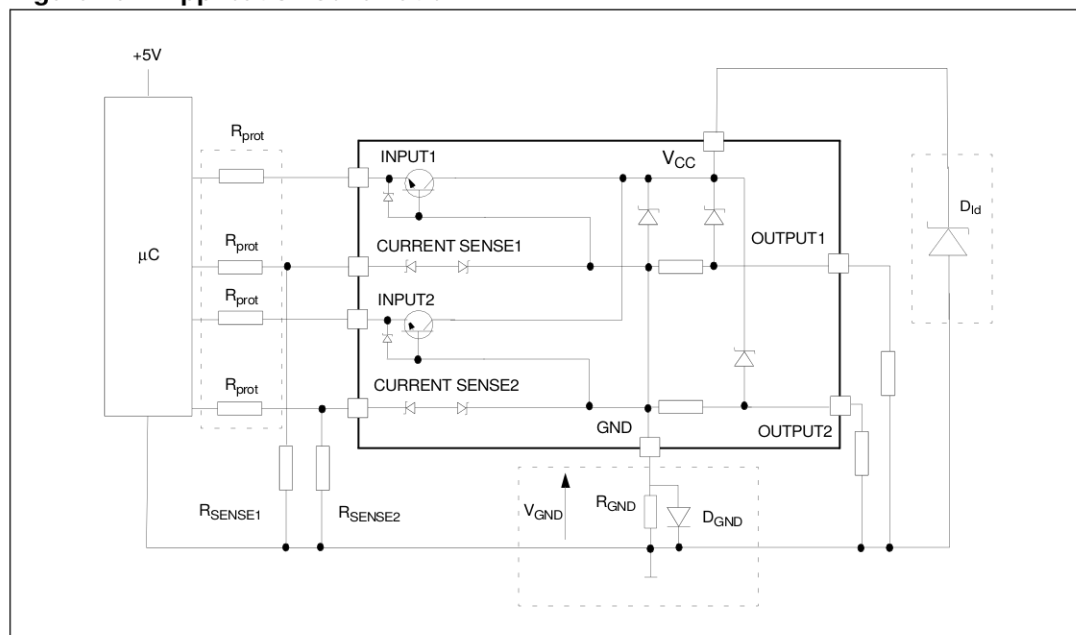 +5V
μC
Rprot
Rprot
Rprot
Rprot
INPUT1
CURRENT SENSE1
INPUT2
CURRENT SENSE2
VCC
OUTPUT1
OUTPUT2
GND
Dld
RSENSE1
RSENSE2
VGND
RGND
DGND